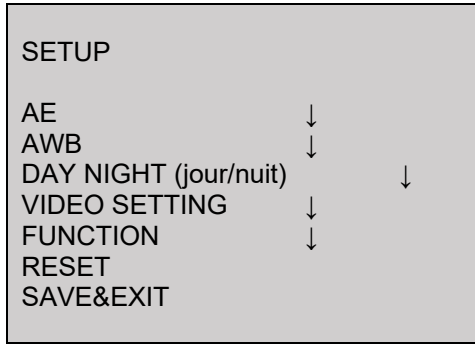 SETUP
AE ↓
AWB ↓
DAY NIGHT (jour/nuit) ↓
VIDEO SETTING ↓
FUNCTION ↓
RESET
SAVE&EXIT